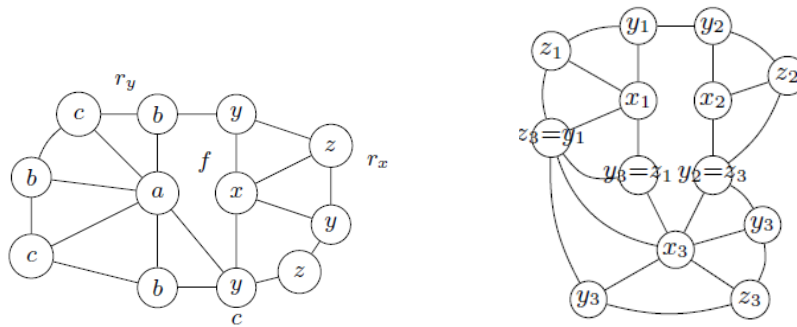 r_y
c b y
z
r_x
b f
a x
y
c
z
b y
c
y_1 y_2
z_1
z_2
x_1 x_2
z_3=y_1
y_3=z_1 y_2=z_3
y_3
x_3
y_3 z_3